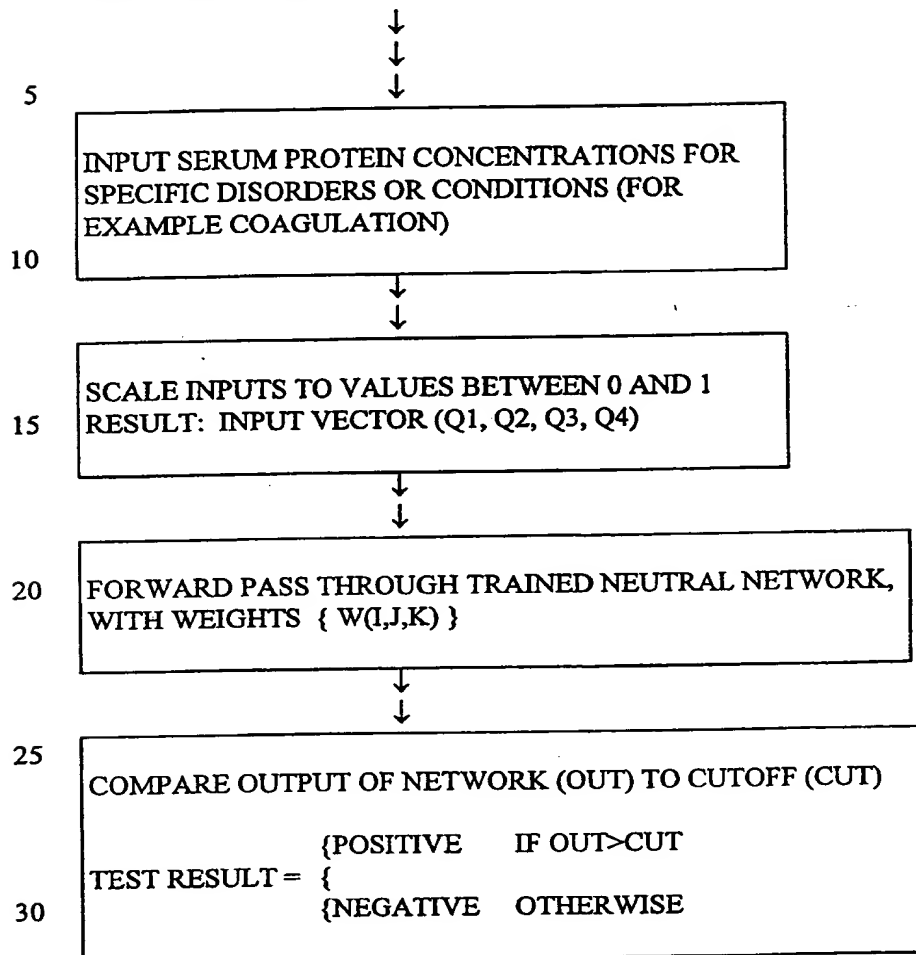 ↓
↓
5 ↓
INPUT SERUM PROTEIN CONCENTRATIONS FOR
SPECIFIC DISORDERS OR CONDITIONS (FOR
EXAMPLE COAGULATION)
10
↓
↓
SCALE INPUTS TO VALUES BETWEEN 0 AND 1
15 RESULT: INPUT VECTOR (Q1, Q2, Q3, Q4)
↓
↓
20 FORWARD PASS THROUGH TRAINED NEUTRAL NETWORK,
WITH WEIGHTS { W(I,J,K) }
↓
↓
25
COMPARE OUTPUT OF NETWORK (OUT) TO CUTOFF (CUT)
{POSITIVE IF OUT>CUT
TEST RESULT = {
30 {NEGATIVE OTHERWISE